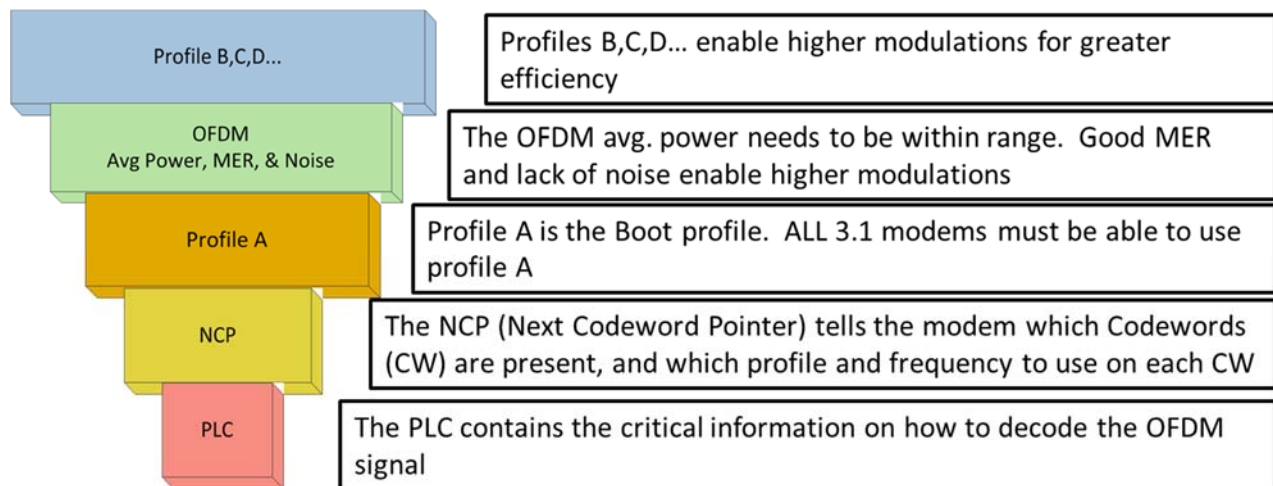 Profile B,C,D...
Profiles B,C,D... enable higher modulations for greater
efficiency
OFDM
Avg Power, MER, & Noise
The OFDM avg. power needs to be within range.  Good MER
and lack of noise enable higher modulations
Profile A
Profile A is the Boot profile.  ALL 3.1 modems must be able to use
profile A
NCP
The NCP (Next Codeword Pointer) tells the modem which Codewords
(CW) are present, and which profile and frequency to use on each CW
PLC
The PLC contains the critical information on how to decode the OFDM
signal